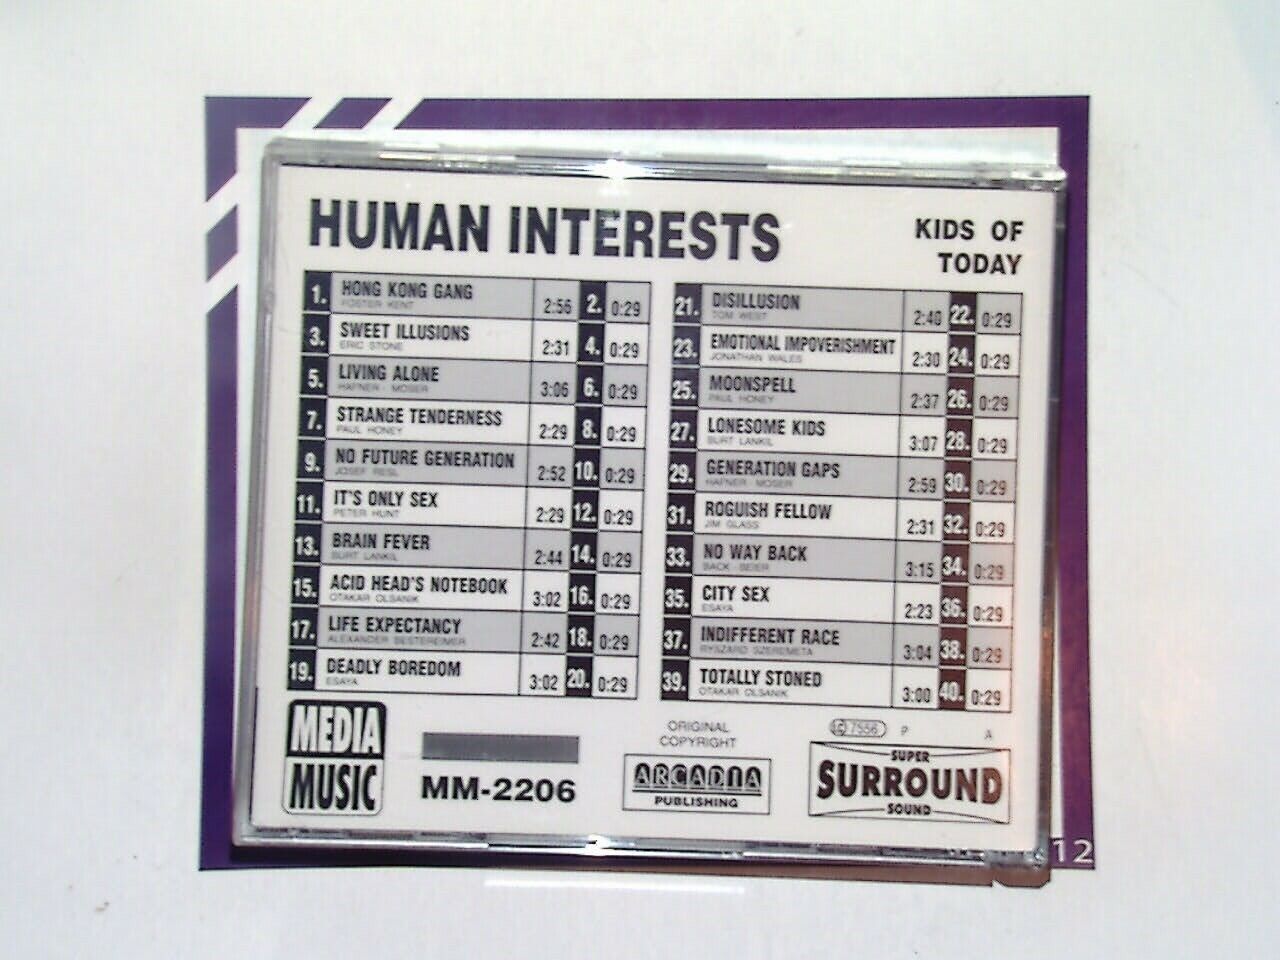 HUMAN INTERESTS
KIDS OF
TODAY
1. HONG KONG GANG 2:56 2. 0:29
FOSTER KENT
3. SWEET ILLUSIONS 2:31 4. 0:29
ERIC STONE
5. LIVING ALONE 3:06 6. 0:29
HAFNER - MOSER
7. STRANGE TENDERNESS 2:29 8. 0:29
PAUL HONEY
9. NO FUTURE GENERATION 2:52 10. 0:29
JOSEF RESL
11. IT'S ONLY SEX 2:29 12. 0:29
PETER HUNT
13. BRAIN FEVER 2:44 14. 0:29
BURT LANKIL
15. ACID HEAD'S NOTEBOOK 3:02 16. 0:29
OTAKAR OLSANIK
17. LIFE EXPECTANCY 2:42 18. 0:29
ALEXANDER BESTEREIMER
19. DEADLY BOREDOM 3:02 20. 0:29
ESAYA
21. DISILLUSION 2:40 22. 0:29
TOM WEST
23. EMOTIONAL IMPOVERISHMENT 2:30 24. 0:29
JONATHAN WALES
25. MOONSPELL 2:37 26. 0:29
PAUL HONEY
27. LONESOME KIDS 3:07 28. 0:29
BURT LANKIL
29. GENERATION GAPS 2:59 30. 0:29
HAFNER - MOSER
31. ROGUISH FELLOW 2:31 32. 0:29
JIM GLASS
33. NO WAY BACK 3:15 34. 0:29
BACK - BEIER
35. CITY SEX 2:23 36. 0:29
ESAYA
37. INDIFFERENT RACE 3:04 38. 0:29
RYSZARD SZEREMETA
39. TOTALLY STONED 3:00 40. 0:29
OTAKAR OLSANIK
MEDIA
MUSIC
MM-2206
ORIGINAL
COPYRIGHT
ARCADIA
PUBLISHING
LC 7556 P A
SUPER
SURROUND
SOUND
12